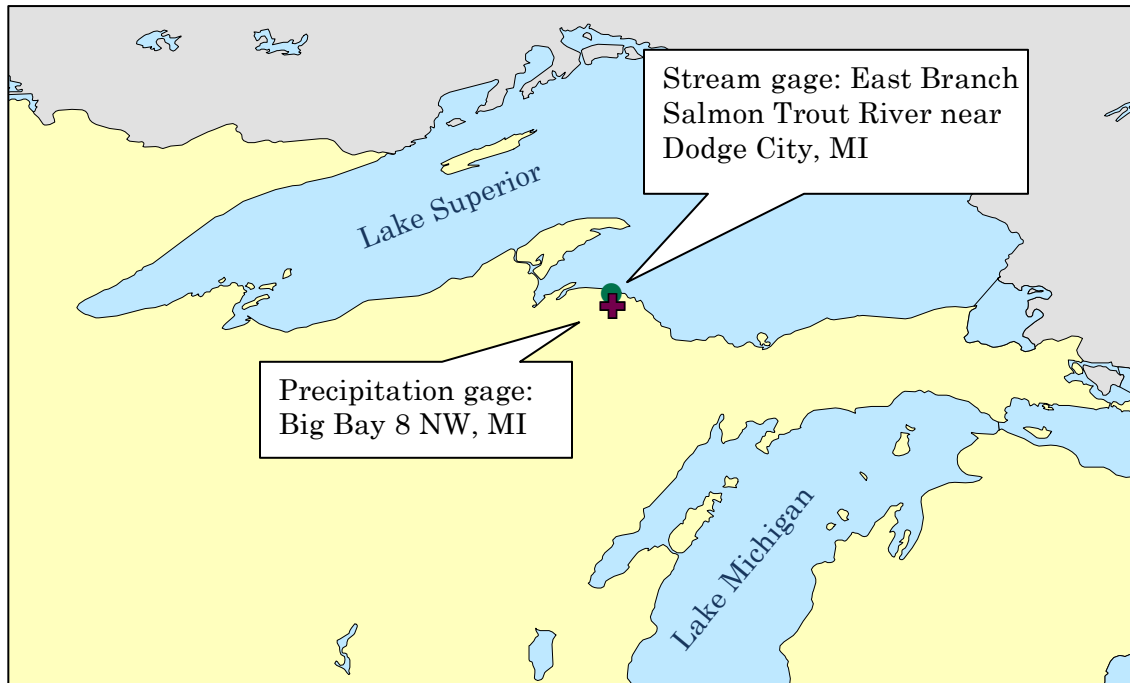 Stream gage: East Branch
Salmon Trout River near
Dodge City, MI
Lake Superior
Precipitation gage:
Big Bay 8 NW, MI
Lake Michigan